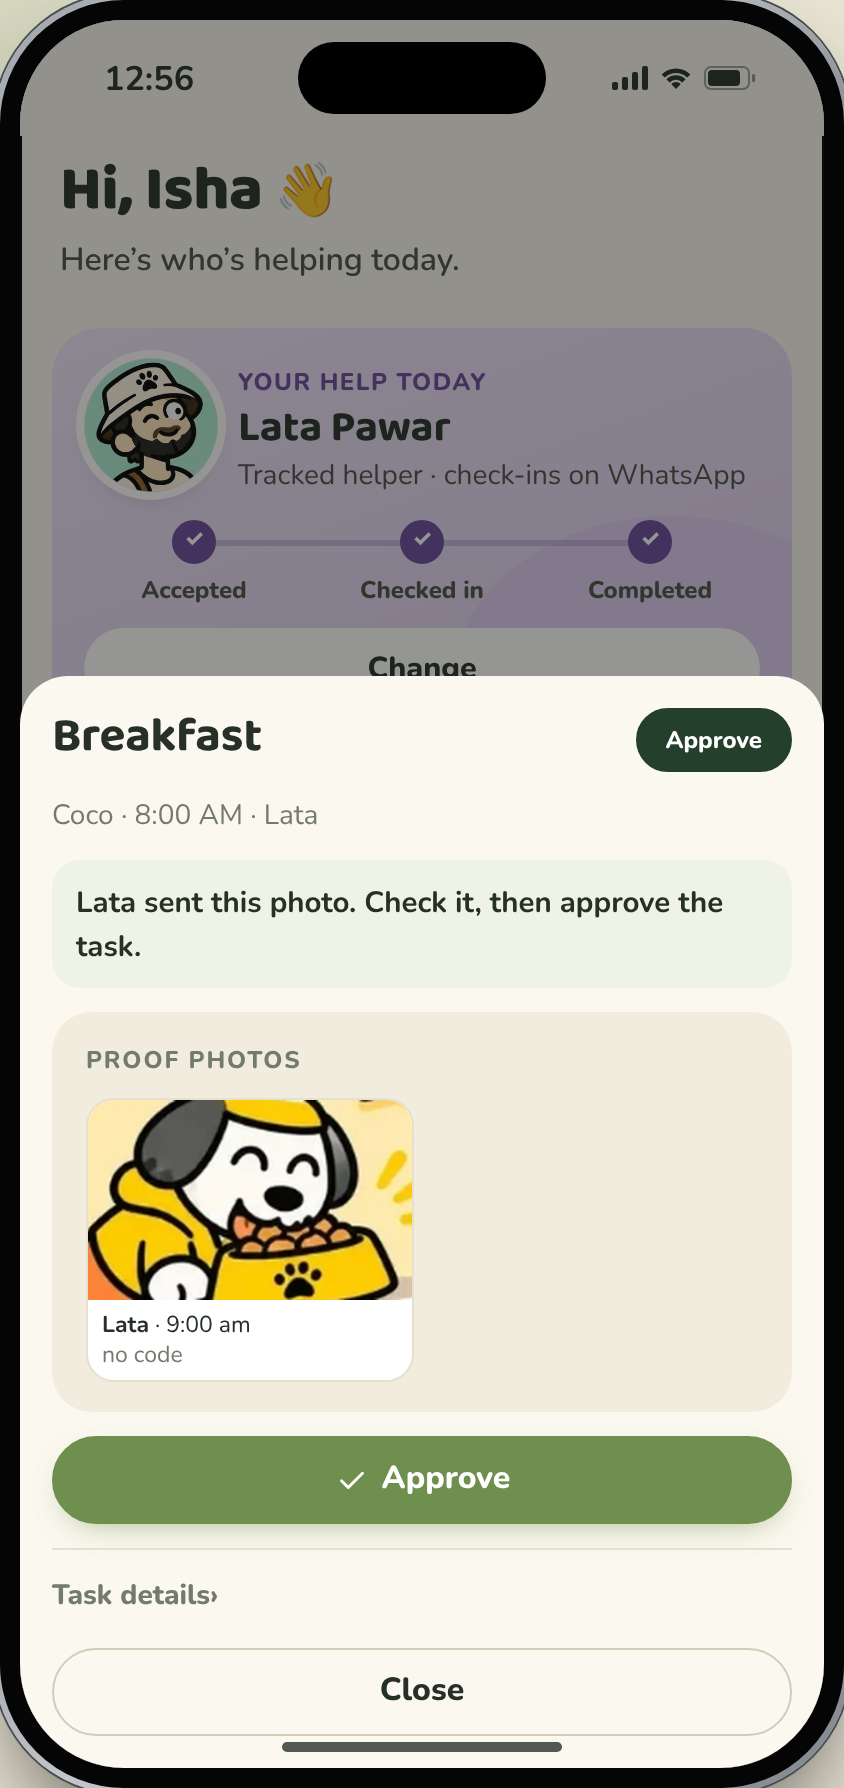 12:56
Hi, Isha 👋
Here’s who’s helping today.
YOUR HELP TODAY
Lata Pawar
Tracked helper · check-ins on WhatsApp
Accepted
Checked in
Completed
Change
Breakfast
Approve
Coco · 8:00 AM · Lata
Lata sent this photo. Check it, then approve the
task.
PROOF PHOTOS
Lata · 9:00 am
no code
✓ Approve
Task details›
Close